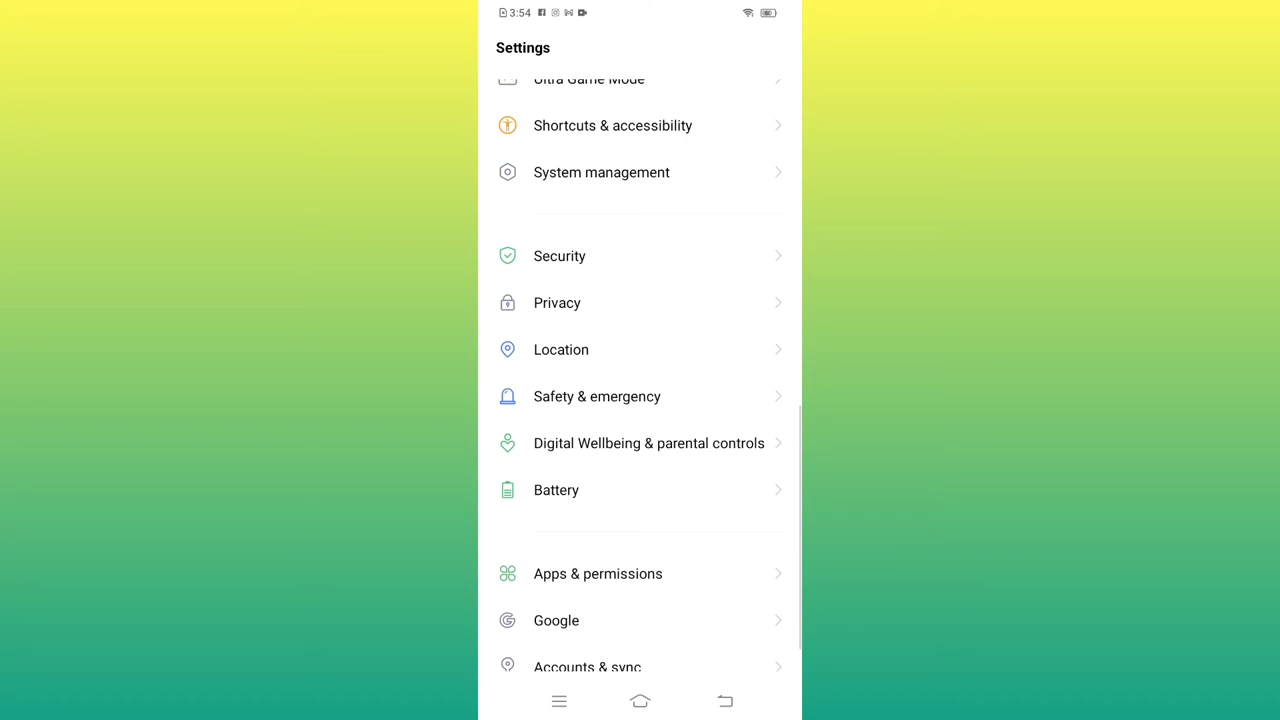 3:54
Settings
Ultra Game Mode
Shortcuts & accessibility
System management
Security
Privacy
Location
Safety & emergency
Digital Wellbeing & parental controls
Battery
Apps & permissions
Google
Accounts & sync